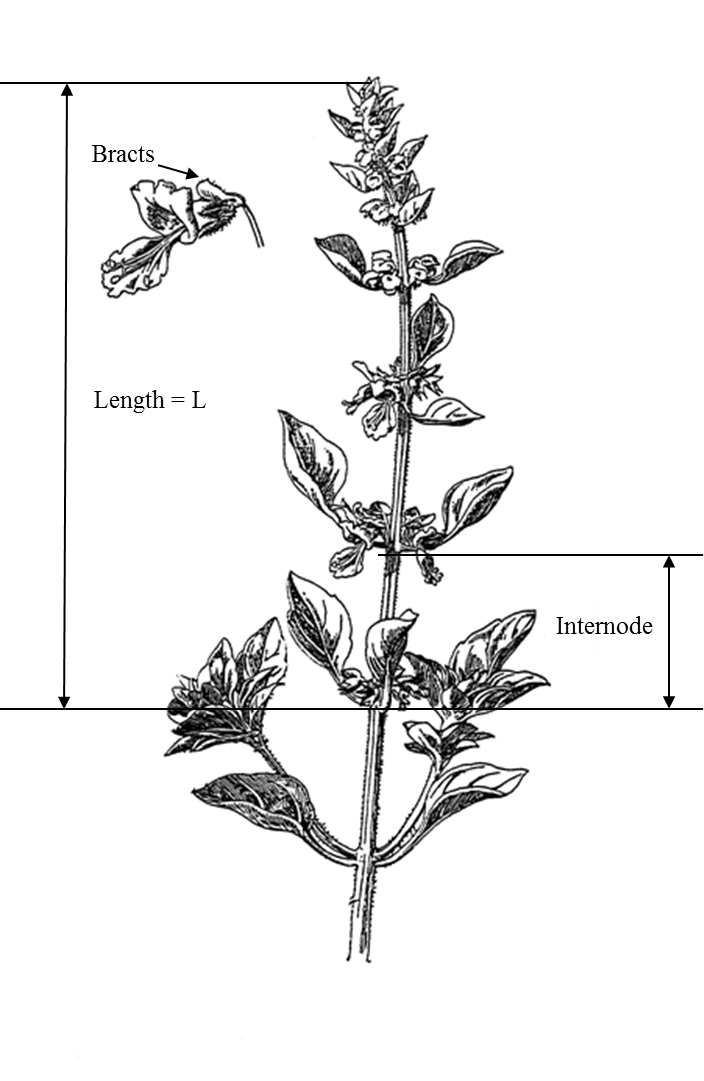 Bracts
Length = L
Internode